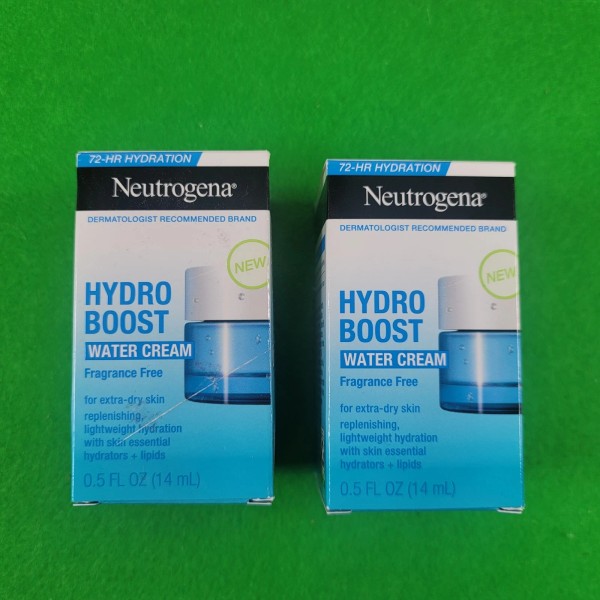 72-HR HYDRATION
Neutrogena®
DERMATOLOGIST RECOMMENDED BRAND
NEW
HYDRO
BOOST
WATER CREAM
Fragrance Free
for extra-dry skin
replenishing,
lightweight hydration
with skin essential
hydrators + lipids
0.5 FL OZ (14 mL)
72-HR HYDRATION
Neutrogena®
DERMATOLOGIST RECOMMENDED BRAND
NEW
HYDRO
BOOST
WATER CREAM
Fragrance Free
for extra-dry skin
replenishing,
lightweight hydration
with skin essential
hydrators + lipids
0.5 FL OZ (14 mL)